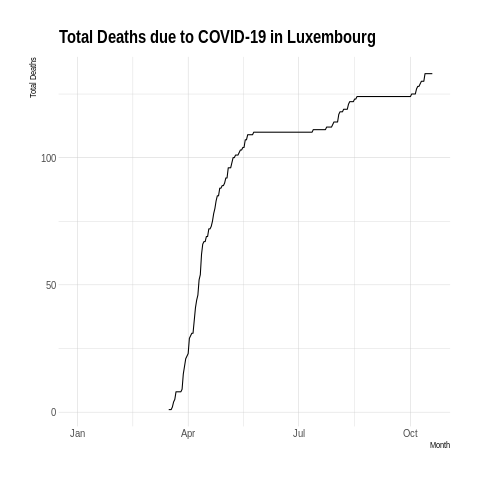 Total Deaths due to COVID-19 in Luxembourg
Total Deaths
100
50
0
Jan Apr Jul Oct
Month